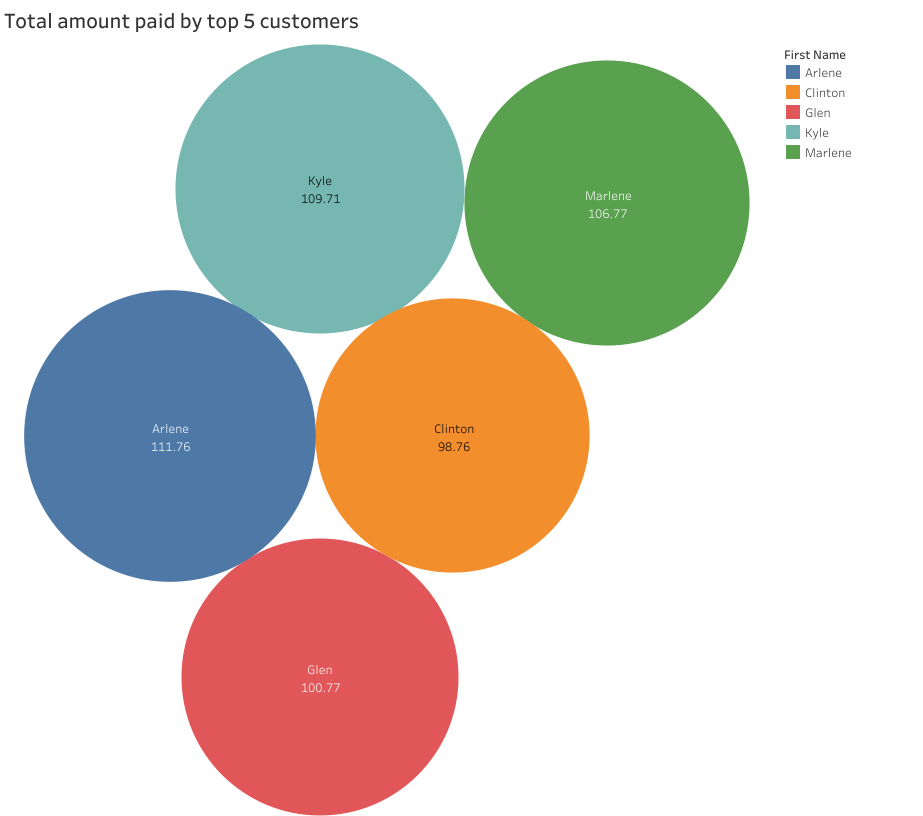 Total amount paid by top 5 customers
First Name
Arlene
Clinton
Glen
Kyle
Marlene
Kyle
109.71
Marlene
106.77
Arlene
111.76
Clinton
98.76
Glen
100.77